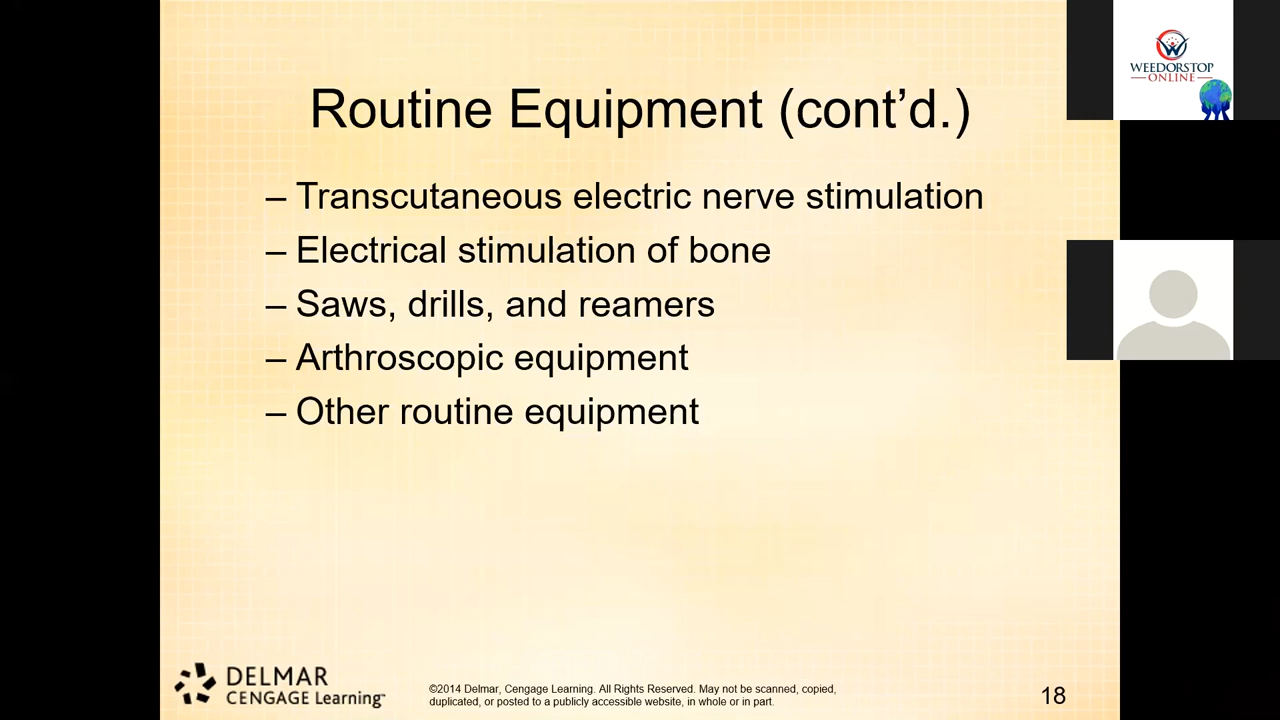 WEEDORSTOP
ONLINE
Routine Equipment (cont’d.)
– Transcutaneous electric nerve stimulation
– Electrical stimulation of bone
– Saws, drills, and reamers
– Arthroscopic equipment
– Other routine equipment
DELMAR
CENGAGE Learning™
©2014 Delmar, Cengage Learning. All Rights Reserved. May not be scanned, copied,
duplicated, or posted to a publicly accessible website, in whole or in part.
18